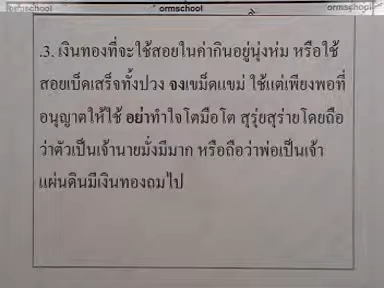 ormschool ormschool ormschool
.3. เงินทองที่จะใช้สอยในค่ากินอยู่นุ่งห่ม หรือใช้
สอยเบ็ดเสร็จทั้งปวง จงเขม็ดแขม่ ใช้แต่เพียงพอที่
อนุญาตให้ใช้ อย่าทำใจโตมือโต สุรุ่ยสุร่ายโดยถือ
ว่าตัวเป็นเจ้านายมั่งมีมาก หรือถือว่าพ่อเป็นเจ้า
แผ่นดินมีเงินทองถมไป